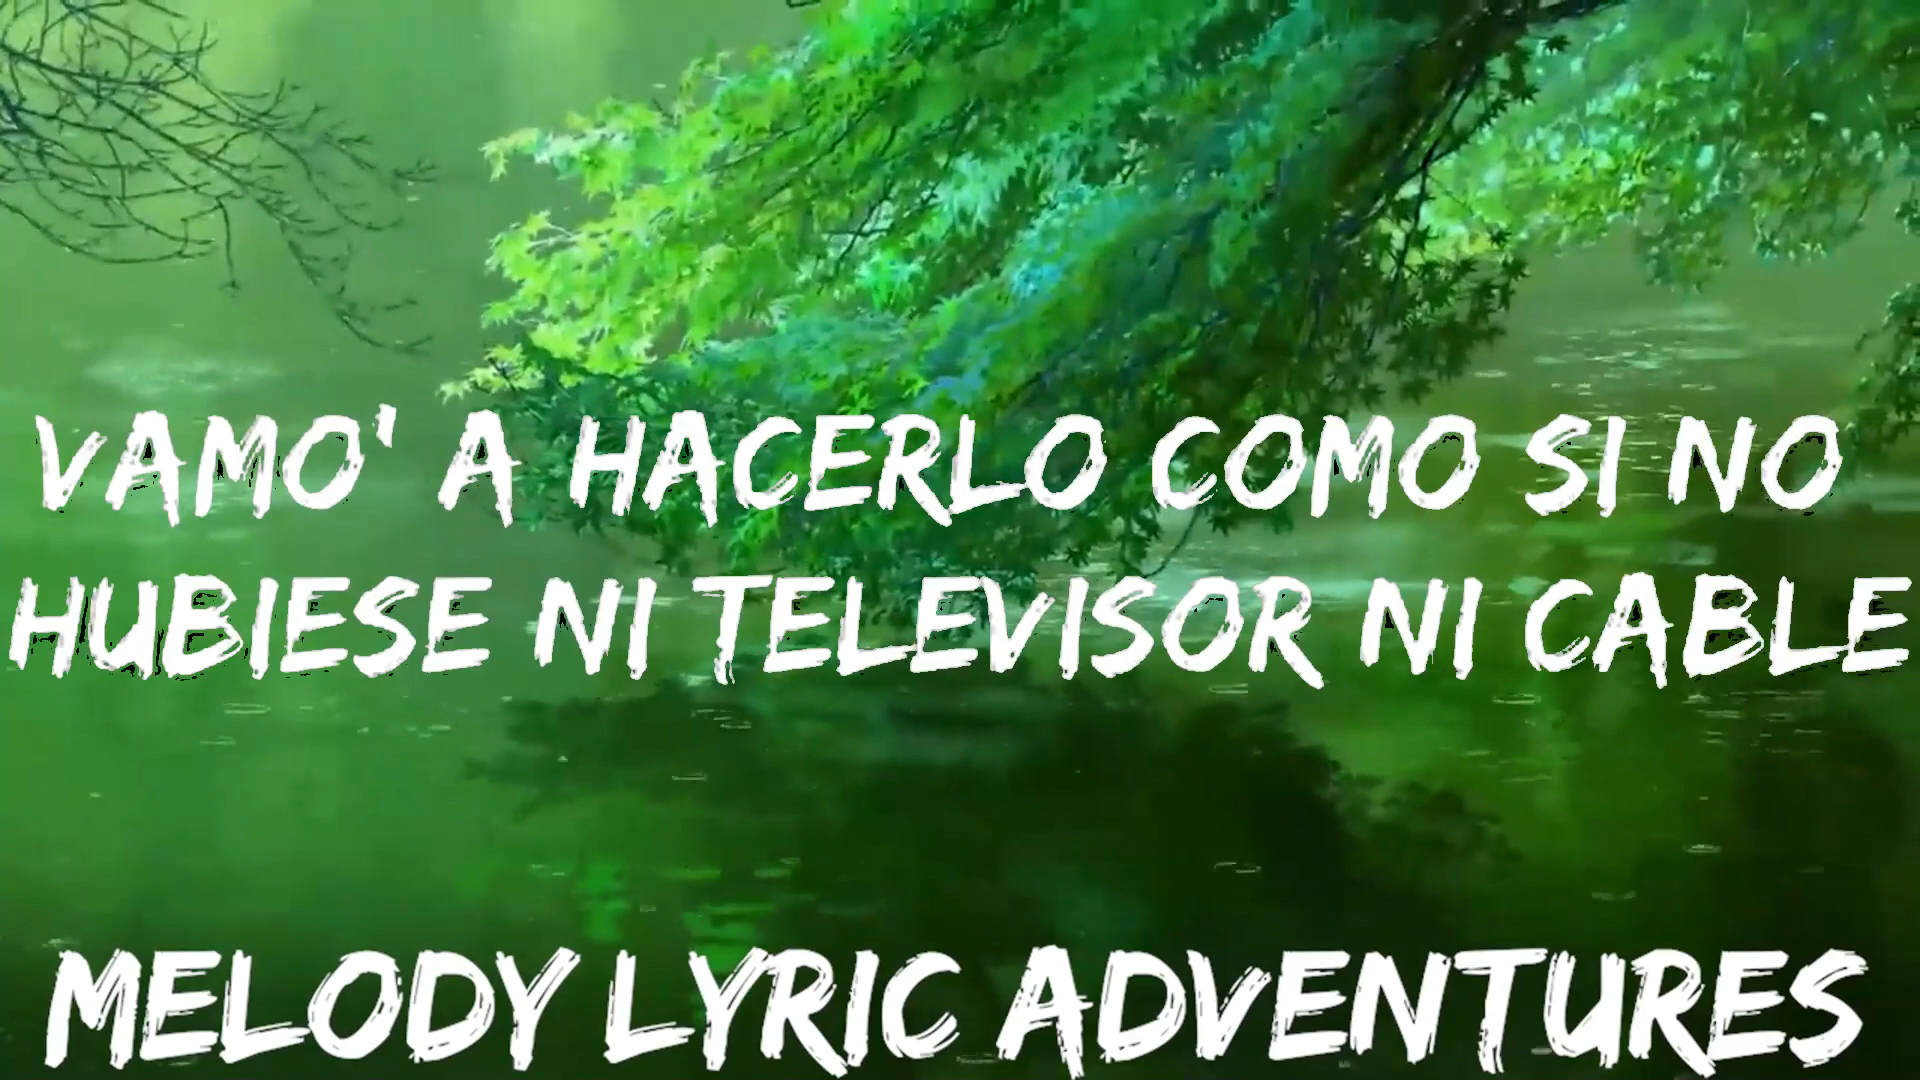 VAMO' A HACERLO COMO SI NO
HUBIESE NI TELEVISOR NI CABLE
MELODY LYRIC ADVENTURES